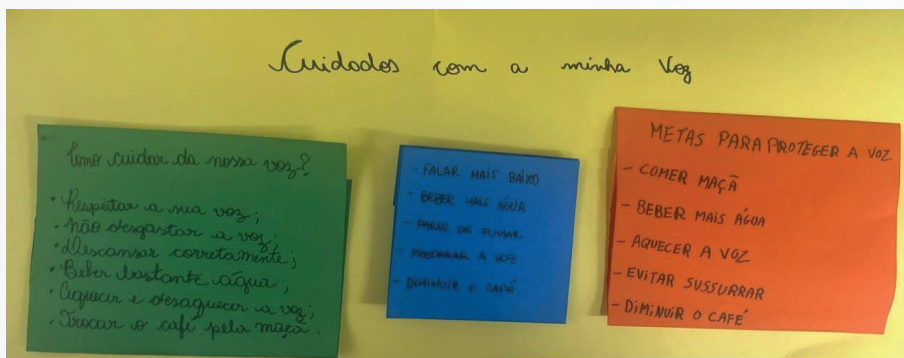 Cuidados com a minha voz
Como cuidar da nossa voz?
• Respeitar a sua voz;
• não desgastar a voz;
• Descansar corretamente;
• Beber bastante água;
• Aquecer e desaquecer a voz;
• Trocar o café pela maçã.
- FALAR MAIS BAIXO
- BEBER MAIS ÁGUA
- PARAR DE FUMAR
- PREPARAR A VOZ
- DIMINUIR O CAFÉ
METAS PARA PROTEGER A VOZ
- COMER MAÇÃ
- BEBER MAIS ÁGUA
- AQUECER A VOZ
- EVITAR SUSSURRAR
- DIMINUIR O CAFÉ